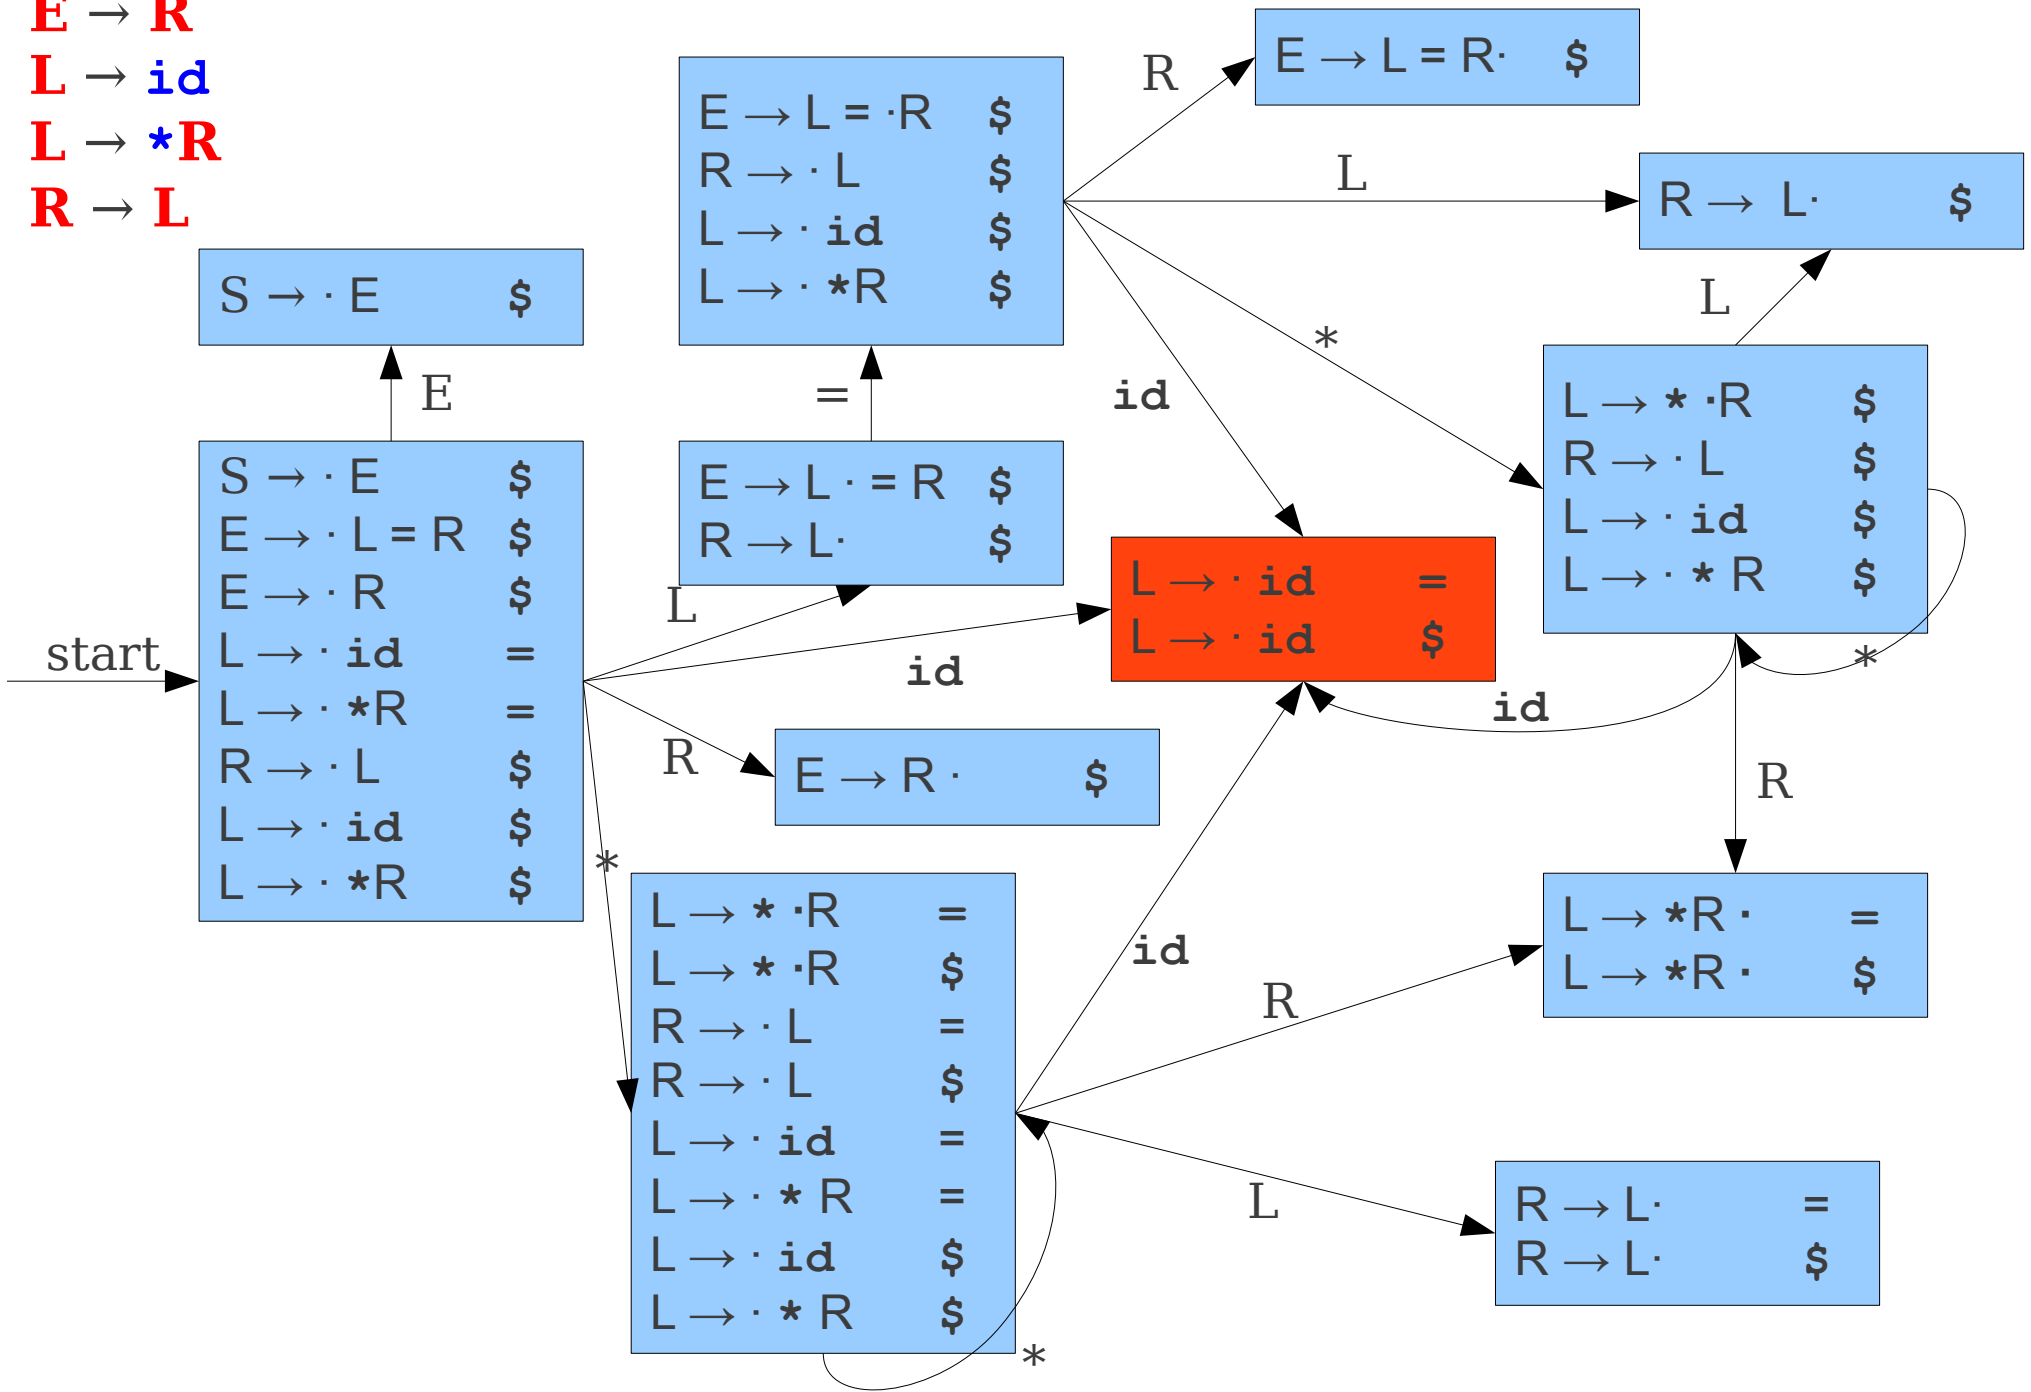 E → R
L → id
L → *R
R → L
S → · E $
E
start
S → · E $
E → · L = R $
E → · R $
L → · id =
L → · *R =
R → · L $
L → · id $
L → · *R $
E → L = ·R $
R → · L $
L → · id $
L → · *R $
=
E → L · = R $
R → L· $
L
id
R
*
E → R · $
R
E → L = R· $
L
R → L· $
L
*
id
L → · id =
L → · id $
L → * ·R $
R → · L $
L → · id $
L → · * R $
*
id
R
L → * ·R =
L → * ·R $
R → · L =
R → · L $
L → · id =
L → · * R =
L → · id $
L → · * R $
*
id
R
L
L → *R · =
L → *R · $
R → L· =
R → L· $